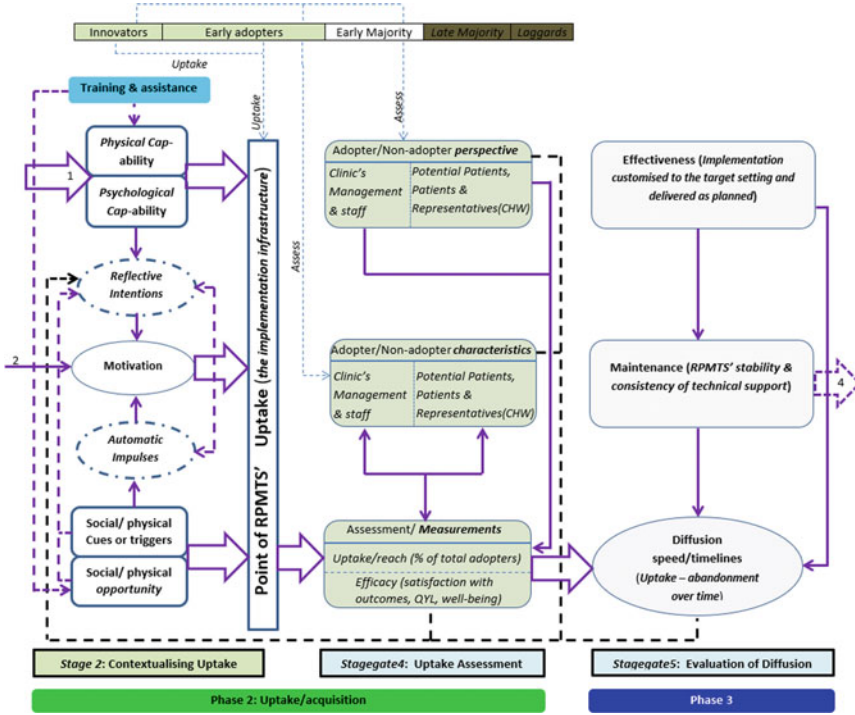 Innovators
Early adopters
Early Majority
Late Majority
Laggards
Uptake
Uptake
Assess
Assess
Training & assistance
Physical Cap-
ability
Psychological
Cap-ability
1
Reflective
Intentions
2
Motivation
Automatic
Impulses
Social/ physical
Cues or triggers
Social/ physical
opportunity
Point of RPMTS' Uptake (the implementation infrastructure)
Adopter/Non-adopter perspective
Clinic's
Management
& staff
Potential Patients,
Patients &
Representatives(CHW)
Adopter/Non-adopter characteristics
Clinic's
Management
& staff
Potential Patients,
Patients &
Representatives(CHW)
Assessment/ Measurements
Uptake/reach (% of total adopters)
Efficacy (satisfaction with
outcomes, QYL, well-being)
Effectiveness (Implementation
customised to the target setting and
delivered as planned)
Maintenance (RPMTS' stability &
consistency of technical support)
4
Diffusion
speed/timelines
(Uptake – abandonment
over time)
Stage 2: Contextualising Uptake
Stagegate4: Uptake Assessment
Stagegate5: Evaluation of Diffusion
Phase 2: Uptake/acquisition
Phase 3